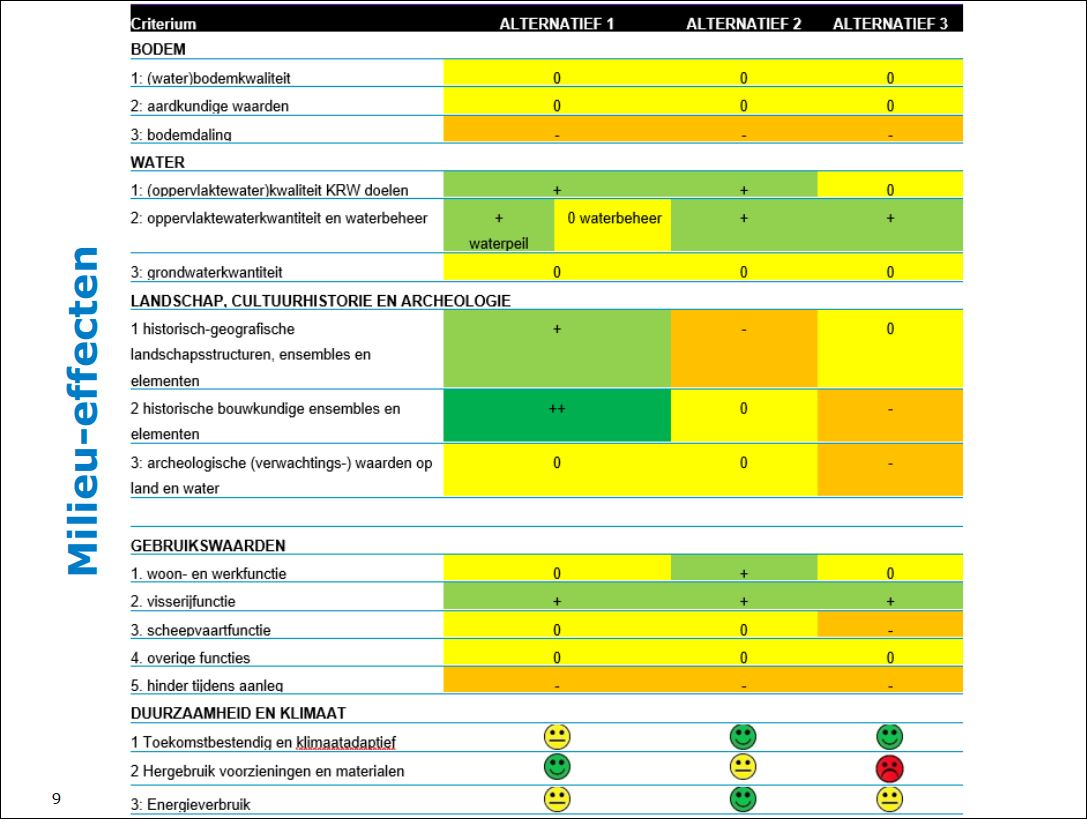 Milieu-effecten
Criterium ALTERNATIEF 1 ALTERNATIEF 2 ALTERNATIEF 3
BODEM
1: (water)bodemkwaliteit 0 0 0
2: aardkundige waarden 0 0 0
3: bodemdaling - - -
WATER
1: (oppervlaktewater)kwaliteit KRW doelen + + 0
2: oppervlaktewaterkwantiteit en waterbeheer + 0 waterbeheer + +
waterpeil
3: grondwaterkwantiteit 0 0 0
LANDSCHAP, CULTUURHISTORIE EN ARCHEOLOGIE
1 historisch-geografische + - 0
landschapsstructuren, ensembles en
elementen
2 historische bouwkundige ensembles en ++ 0 -
elementen
3: archeologische (verwachtings-) waarden op 0 0 -
land en water
GEBRUIKSWAARDEN
1. woon- en werkfunctie 0 + 0
2. visserijfunctie + + +
3. scheepvaartfunctie 0 0 -
4. overige functies 0 0 0
5. hinder tijdens aanleg - - -
DUURZAAMHEID EN KLIMAAT
1 Toekomstbestendig en klimaatadaptief
2 Hergebruik voorzieningen en materialen
3: Energieverbruik
9